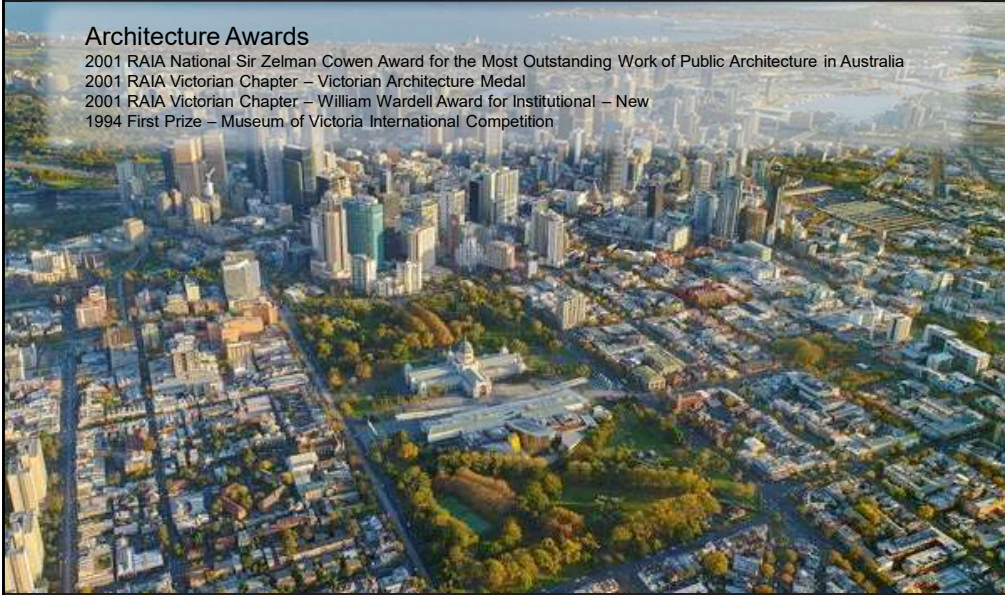 Architecture Awards
2001 RAIA National Sir Zelman Cowen Award for the Most Outstanding Work of Public Architecture in Australia
2001 RAIA Victorian Chapter – Victorian Architecture Medal
2001 RAIA Victorian Chapter – William Wardell Award for Institutional – New
1994 First Prize – Museum of Victoria International Competition